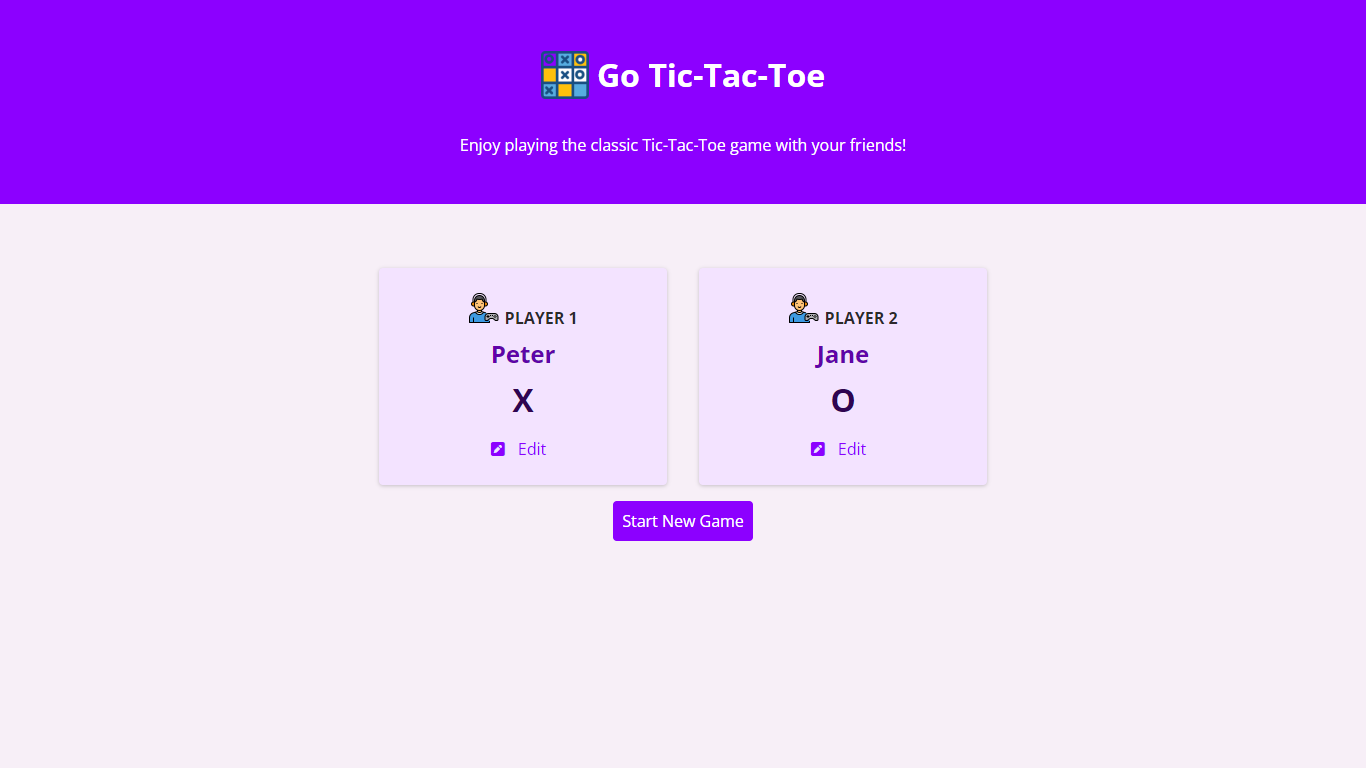 Go Tic-Tac-Toe
Enjoy playing the classic Tic-Tac-Toe game with your friends!
PLAYER 1
Peter
X
Edit
PLAYER 2
Jane
O
Edit
Start New Game